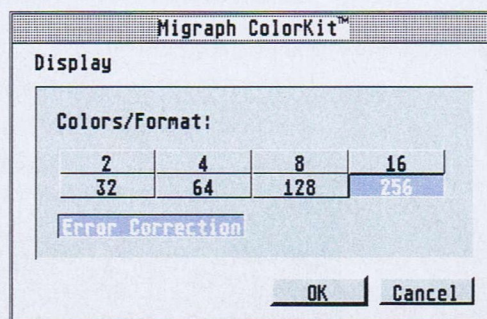 Migraph ColorKit™
Display
Colors/Format:
2 4 8 16
32 64 128 256
Error Correction
OK Cancel